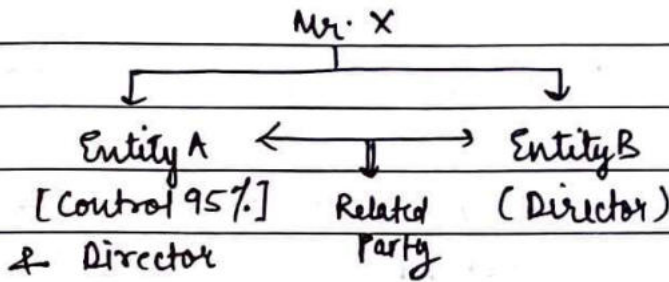 Mr. X
Entity A Entity B
[Control 95%] Related (Director)
& Director Party